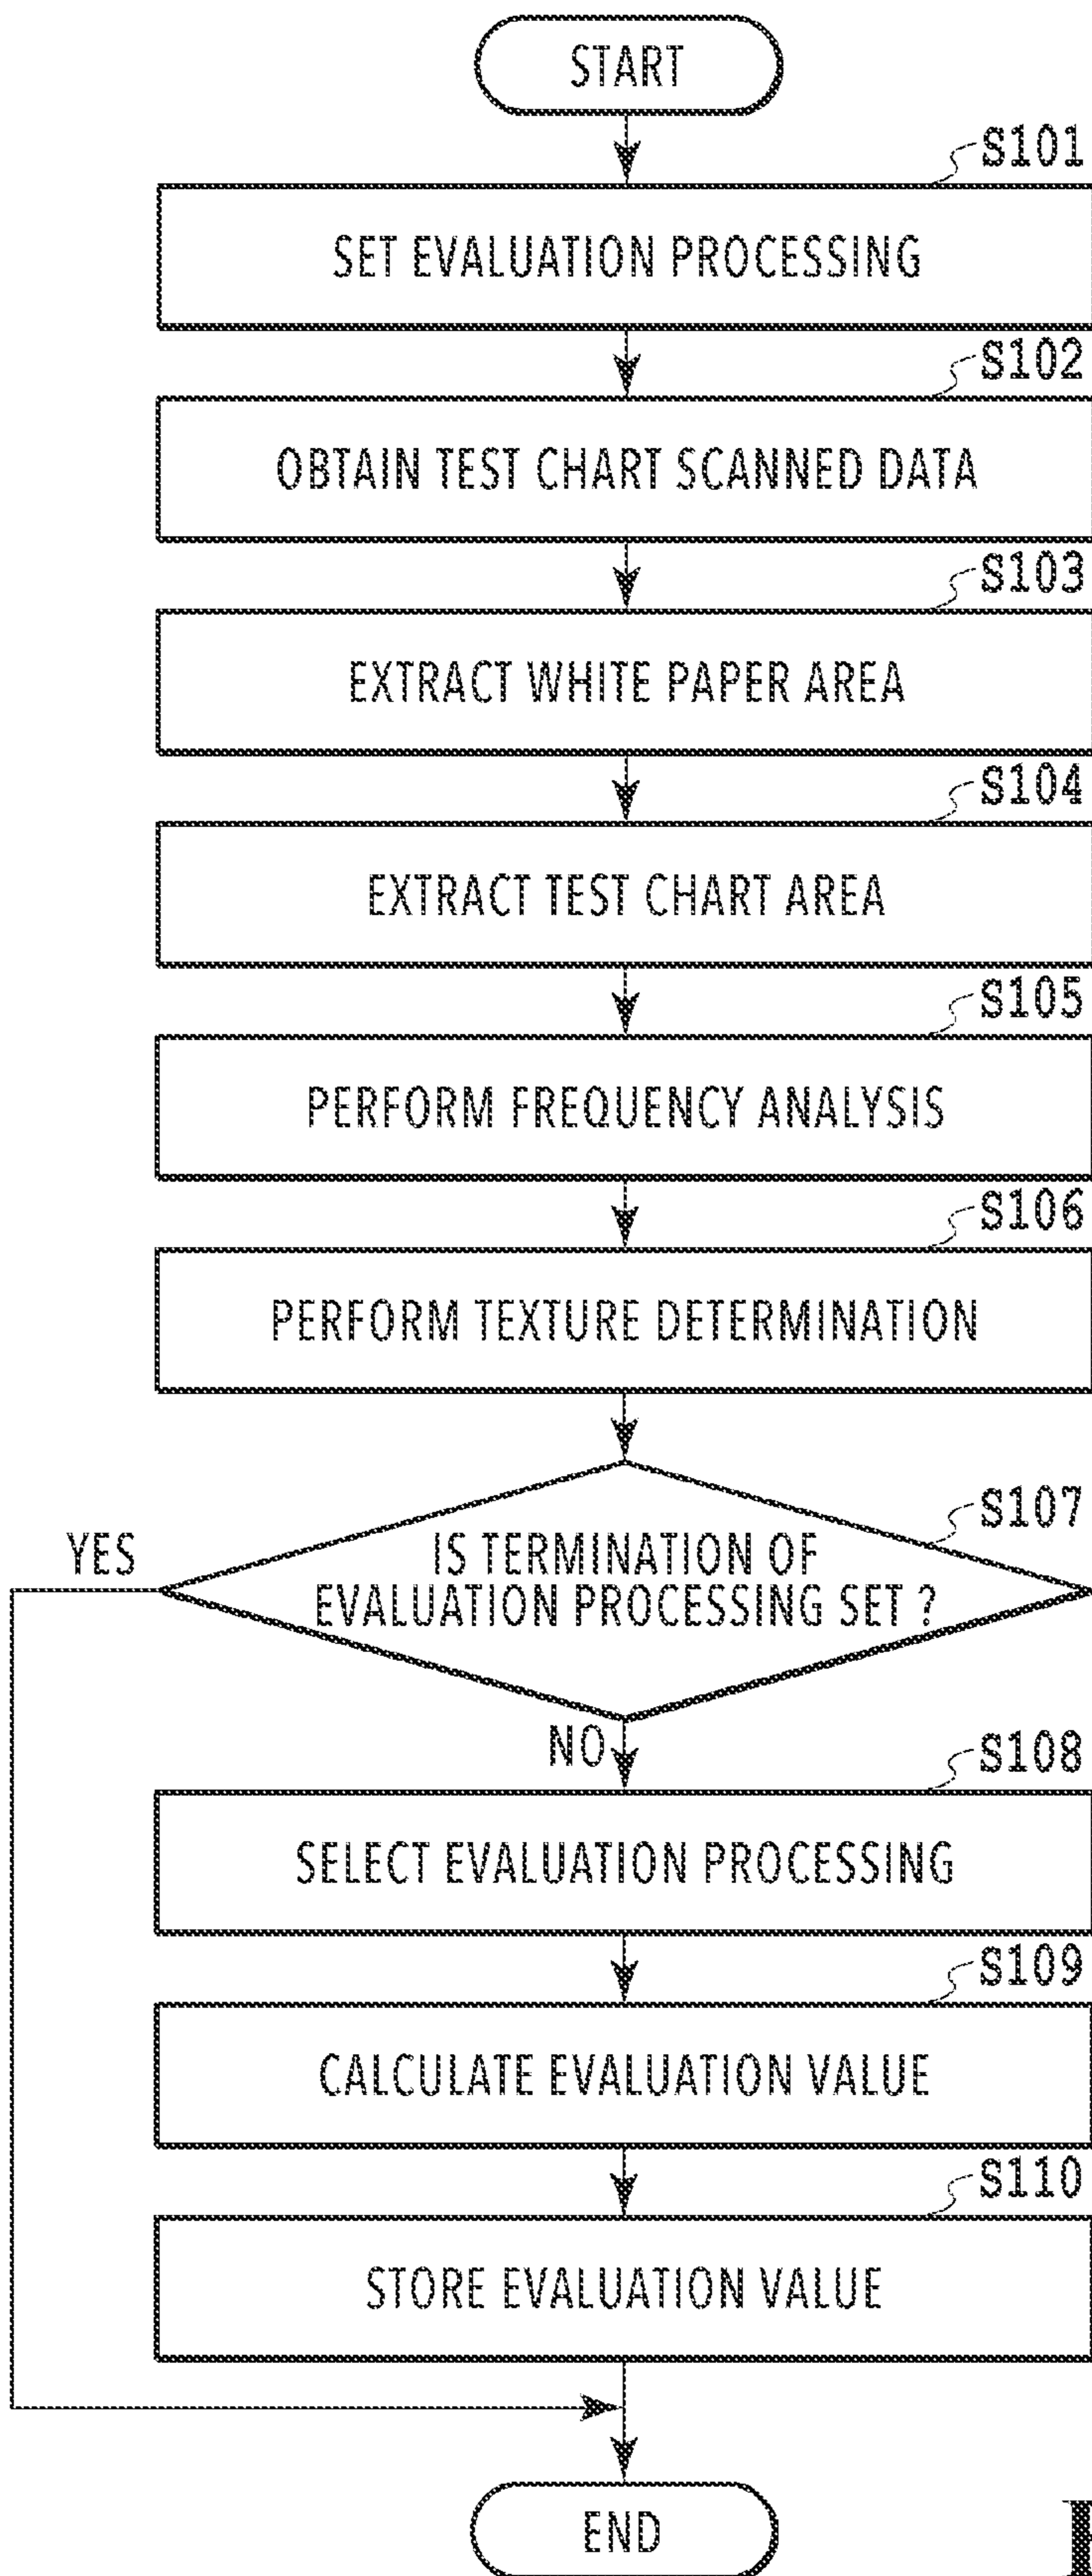 START
S101
SET EVALUATION PROCESSING
S102
OBTAIN TEST CHART SCANNED DATA
S103
EXTRACT WHITE PAPER AREA
S104
EXTRACT TEST CHART AREA
S105
PERFORM FREQUENCY ANALYSIS
S106
PERFORM TEXTURE DETERMINATION
S107
YES
IS TERMINATION OF
EVALUATION PROCESSING SET ?
NO
S108
SELECT EVALUATION PROCESSING
S109
CALCULATE EVALUATION VALUE
S110
STORE EVALUATION VALUE
END